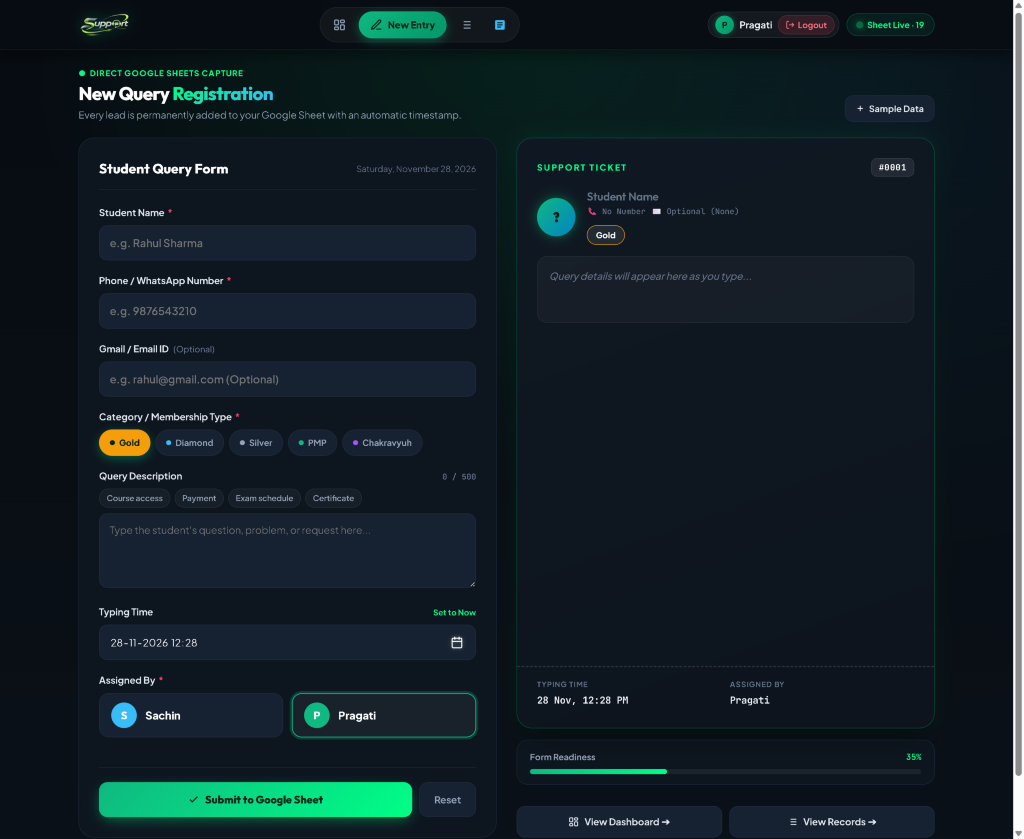 Support
New Entry
P Pragati Logout
Sheet Live · 19
DIRECT GOOGLE SHEETS CAPTURE
New Query Registration
Every lead is permanently added to your Google Sheet with an automatic timestamp.
+ Sample Data
Student Query Form
Saturday, November 28, 2026
Student Name *
e.g. Rahul Sharma
Phone / WhatsApp Number *
e.g. 9876543210
Gmail / Email ID (Optional)
e.g. rahul@gmail.com (Optional)
Category / Membership Type *
Gold Diamond Silver PMP Chakravyuh
Query Description 0 / 500
Course access Payment Exam schedule Certificate
Type the student's question, problem, or request here...
Typing Time Set to Now
28-11-2026 12:28
Assigned By *
S Sachin P Pragati
✓ Submit to Google Sheet Reset
SUPPORT TICKET #0001
?
Student Name
No Number Optional (None)
Gold
Query details will appear here as you type...
TYPING TIME ASSIGNED BY
28 Nov, 12:28 PM Pragati
Form Readiness 35%
View Dashboard → View Records →